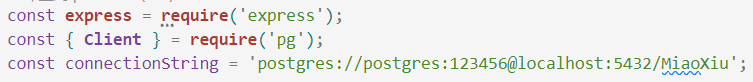 const express = require('express');
const { Client } = require('pg');
const connectionString = 'postgres://postgres:123456@localhost:5432/MiaoXiu';